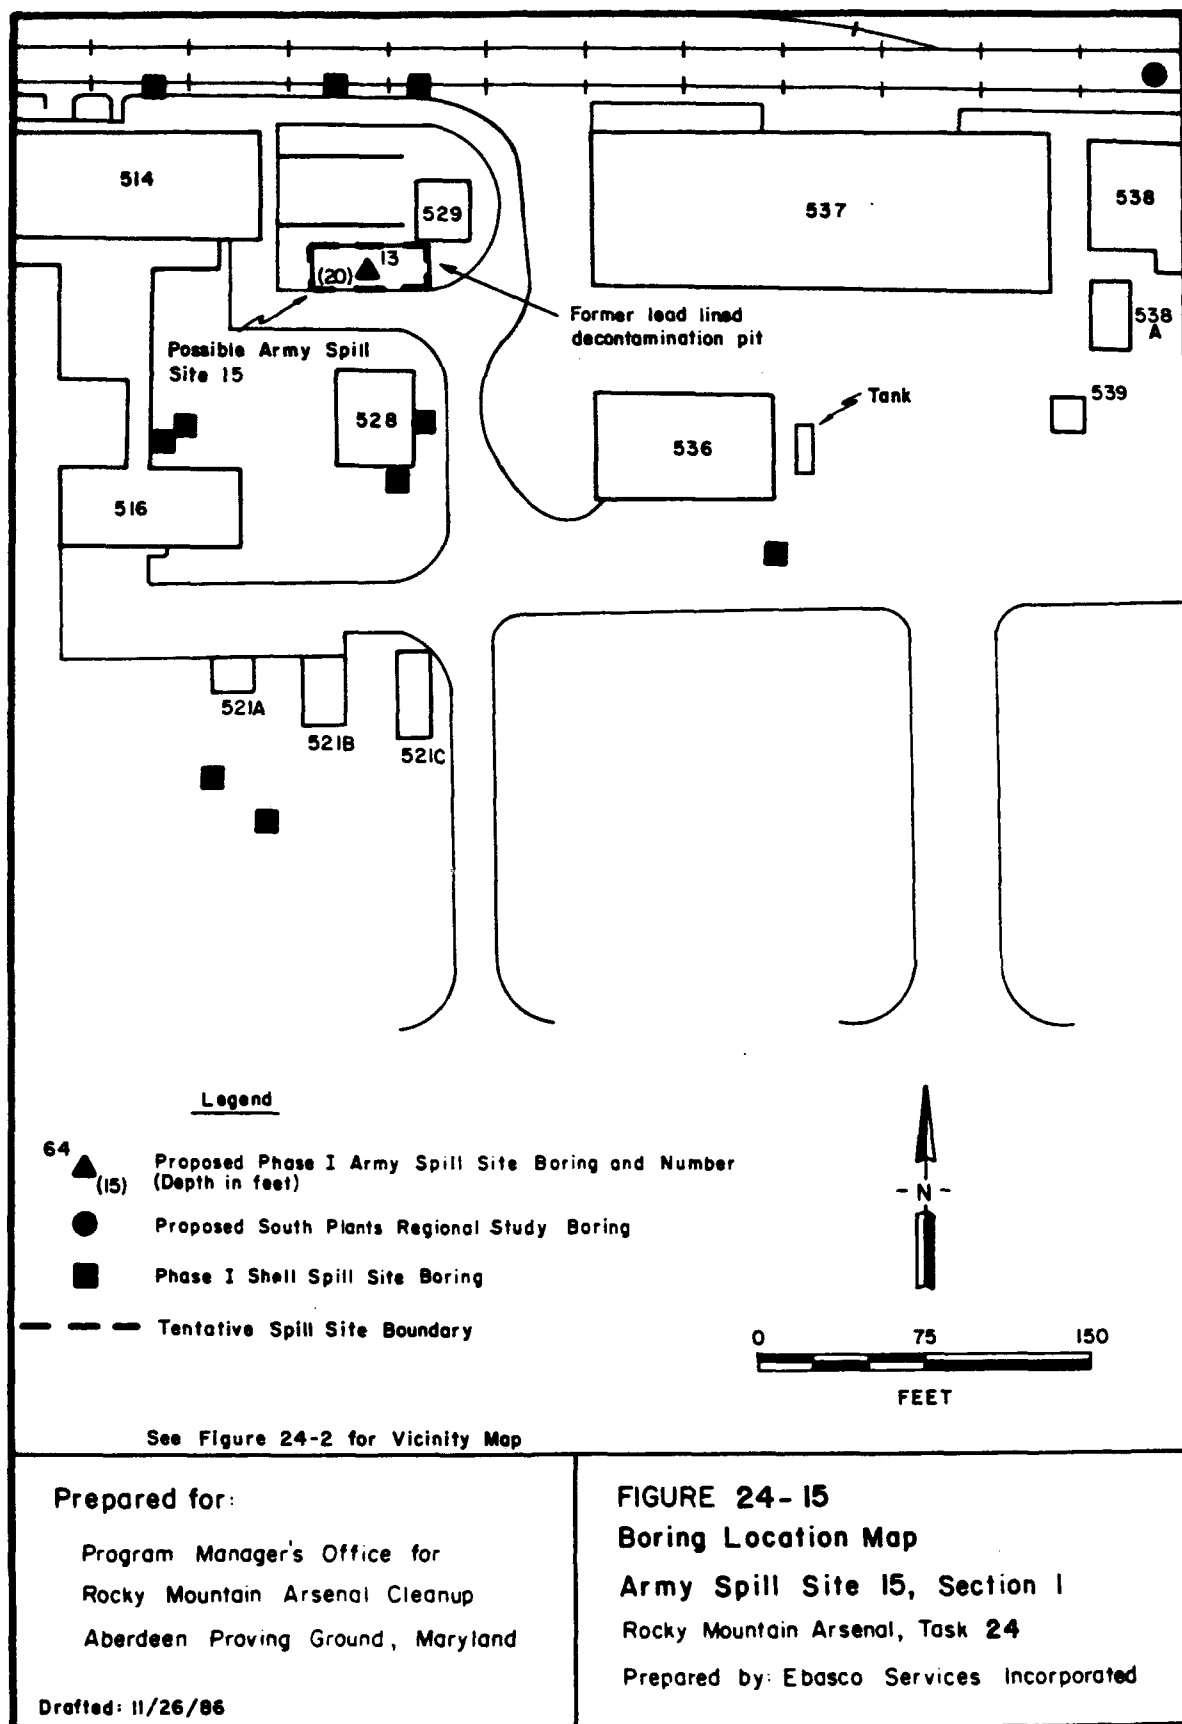 514
529
537
538
13
(20)
538
A
Former lead lined
decontamination pit
Possible Army Spill
Site 15
Tank
539
528
536
516
521A
521B
521C
Legend
64
(15)
Proposed Phase I Army Spill Site Boring and Number
(Depth in feet)
Proposed South Plants Regional Study Boring
Phase I Shell Spill Site Boring
Tentative Spill Site Boundary
- N -
0 75 150
FEET
See Figure 24-2 for Vicinity Map
Prepared for:
Program Manager's Office for
Rocky Mountain Arsenal Cleanup
Aberdeen Proving Ground, Maryland
Drafted: 11/26/86
FIGURE 24-15
Boring Location Map
Army Spill Site 15, Section 1
Rocky Mountain Arsenal, Task 24
Prepared by: Ebasco Services Incorporated